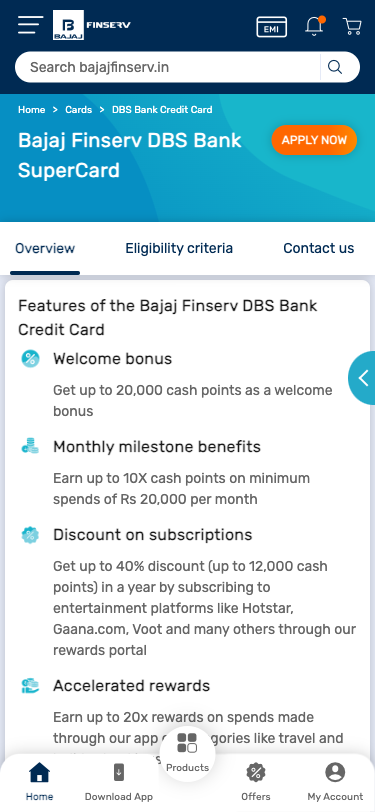 B
BAJAJ
FINSERV
EMI
Search bajajfinserv.in
Home > Cards > DBS Bank Credit Card
Bajaj Finserv DBS Bank
SuperCard
APPLY NOW
Overview
Eligibility criteria
Contact us
Features of the Bajaj Finserv DBS Bank
Credit Card
Welcome bonus
Get up to 20,000 cash points as a welcome
bonus
Monthly milestone benefits
Earn up to 10X cash points on minimum
spends of Rs 20,000 per month
Discount on subscriptions
Get up to 40% discount (up to 12,000 cash
points) in a year by subscribing to
entertainment platforms like Hotstar,
Gaana.com, Voot and many others through our
rewards portal
Accelerated rewards
Earn up to 20x rewards on spends made
through our app like travel and
Home
Download App
Products
Offers
My Account